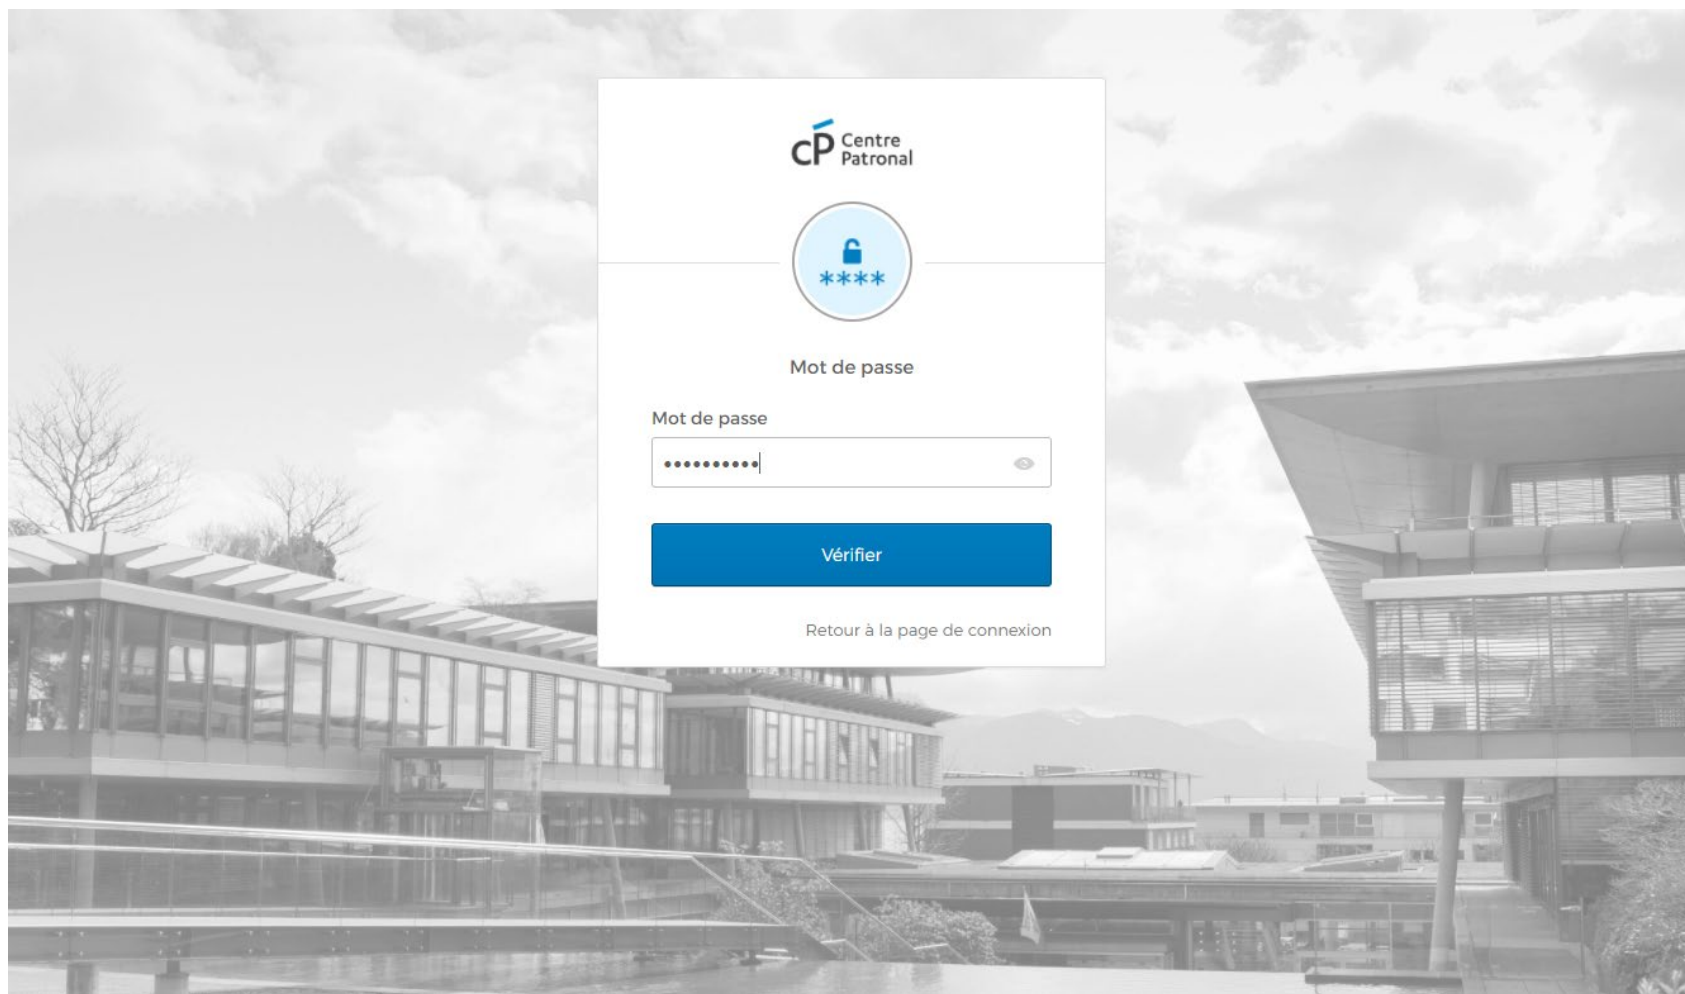 cP Centre
Patronal
****
Mot de passe
Mot de passe
••••••••••
Vérifier
Retour à la page de connexion